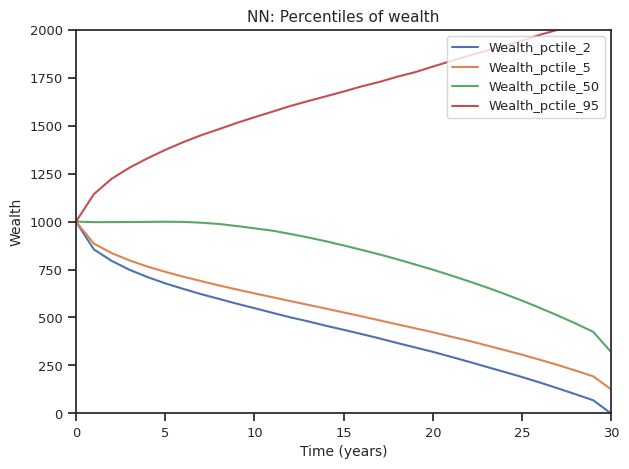 NN: Percentiles of wealth
Wealth_pctile_2
Wealth_pctile_5
Wealth_pctile_50
Wealth_pctile_95
2000
1750
1500
1250
1000
750
500
250
0
Wealth
0 5 10 15 20 25 30
Time (years)